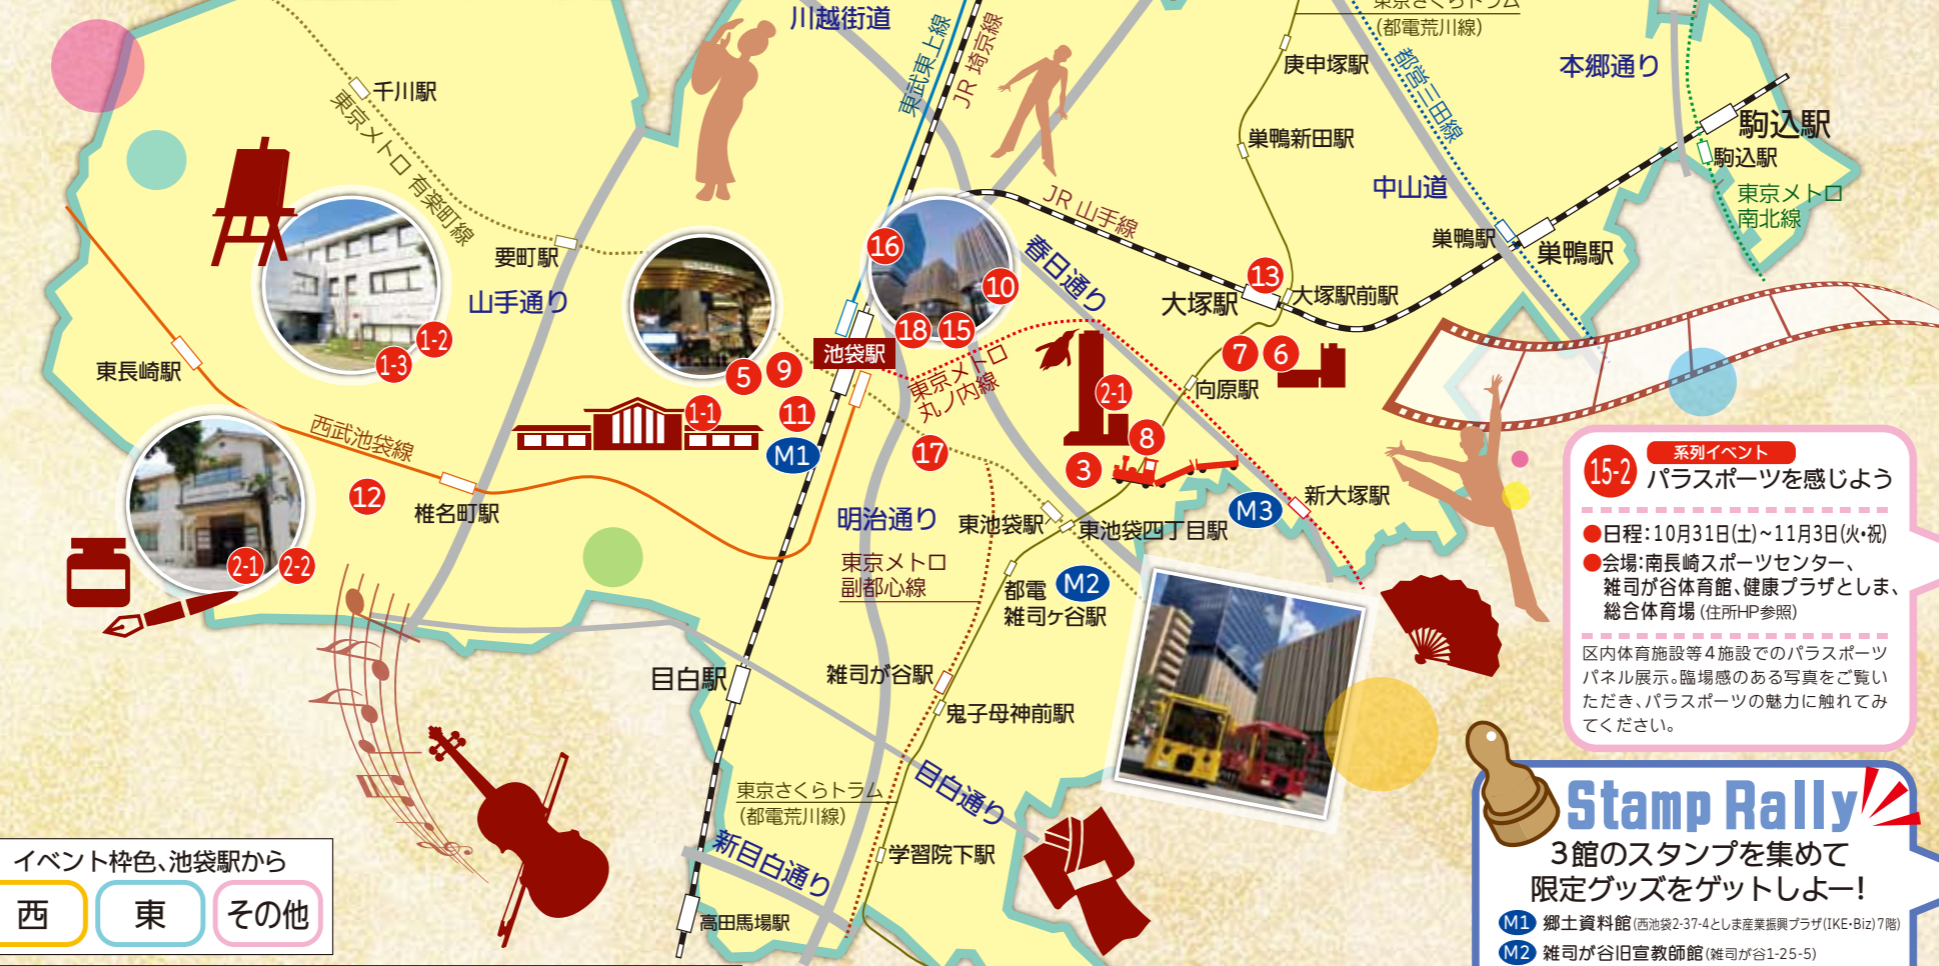 川越街道
東武東上線
JR 埼京線
東京さくらトラム
(都電荒川線)
庚申塚駅
都営三田線
本郷通り
千川駅
東京メトロ 有楽町線
巣鴨新田駅
駒込駅
駒込駅
中山道
東京メトロ
南北線
JR 山手線
要町駅
山手通り
春日通り
巣鴨駅
巣鴨駅
16
10
13
大塚駅
大塚駅前駅
18
15
1-2
1-3
東長崎駅
池袋駅
5
9
7
6
東京メトロ
丸ノ内線
向原駅
2-1
1-1
11
西武池袋線
M1
17
8
3
12
椎名町駅
明治通り
東池袋駅
東池袋四丁目駅
M3
新大塚駅
2-1
2-2
東京メトロ
副都心線
都電
雑司ヶ谷駅
M2
目白駅
雑司が谷駅
鬼子母神前駅
東京さくらトラム
(都電荒川線)
目白通り
新目白通り
学習院下駅
高田馬場駅
イベント枠色、池袋駅から
西
東
その他
15-2
系列イベント
パラスポーツを感じよう
●日程：10月31日(土)~11月3日(火・祝)
●会場：南長崎スポーツセンター、
雑司が谷体育館、健康プラザとしま、
総合体育場 (住所HP参照)
区内体育施設等4施設でのパラスポーツ
パネル展示。臨場感のある写真をご覧い
ただき、パラスポーツの魅力に触れてみ
てください。
Stamp Rally
3館のスタンプを集めて
限定グッズをゲットしよー!
M1 郷土資料館(西池袋2-37-4としま産業振興プラザ(IKE・Biz)7階)
M2 雑司が谷旧宣教師館(雑司が谷1-25-5)